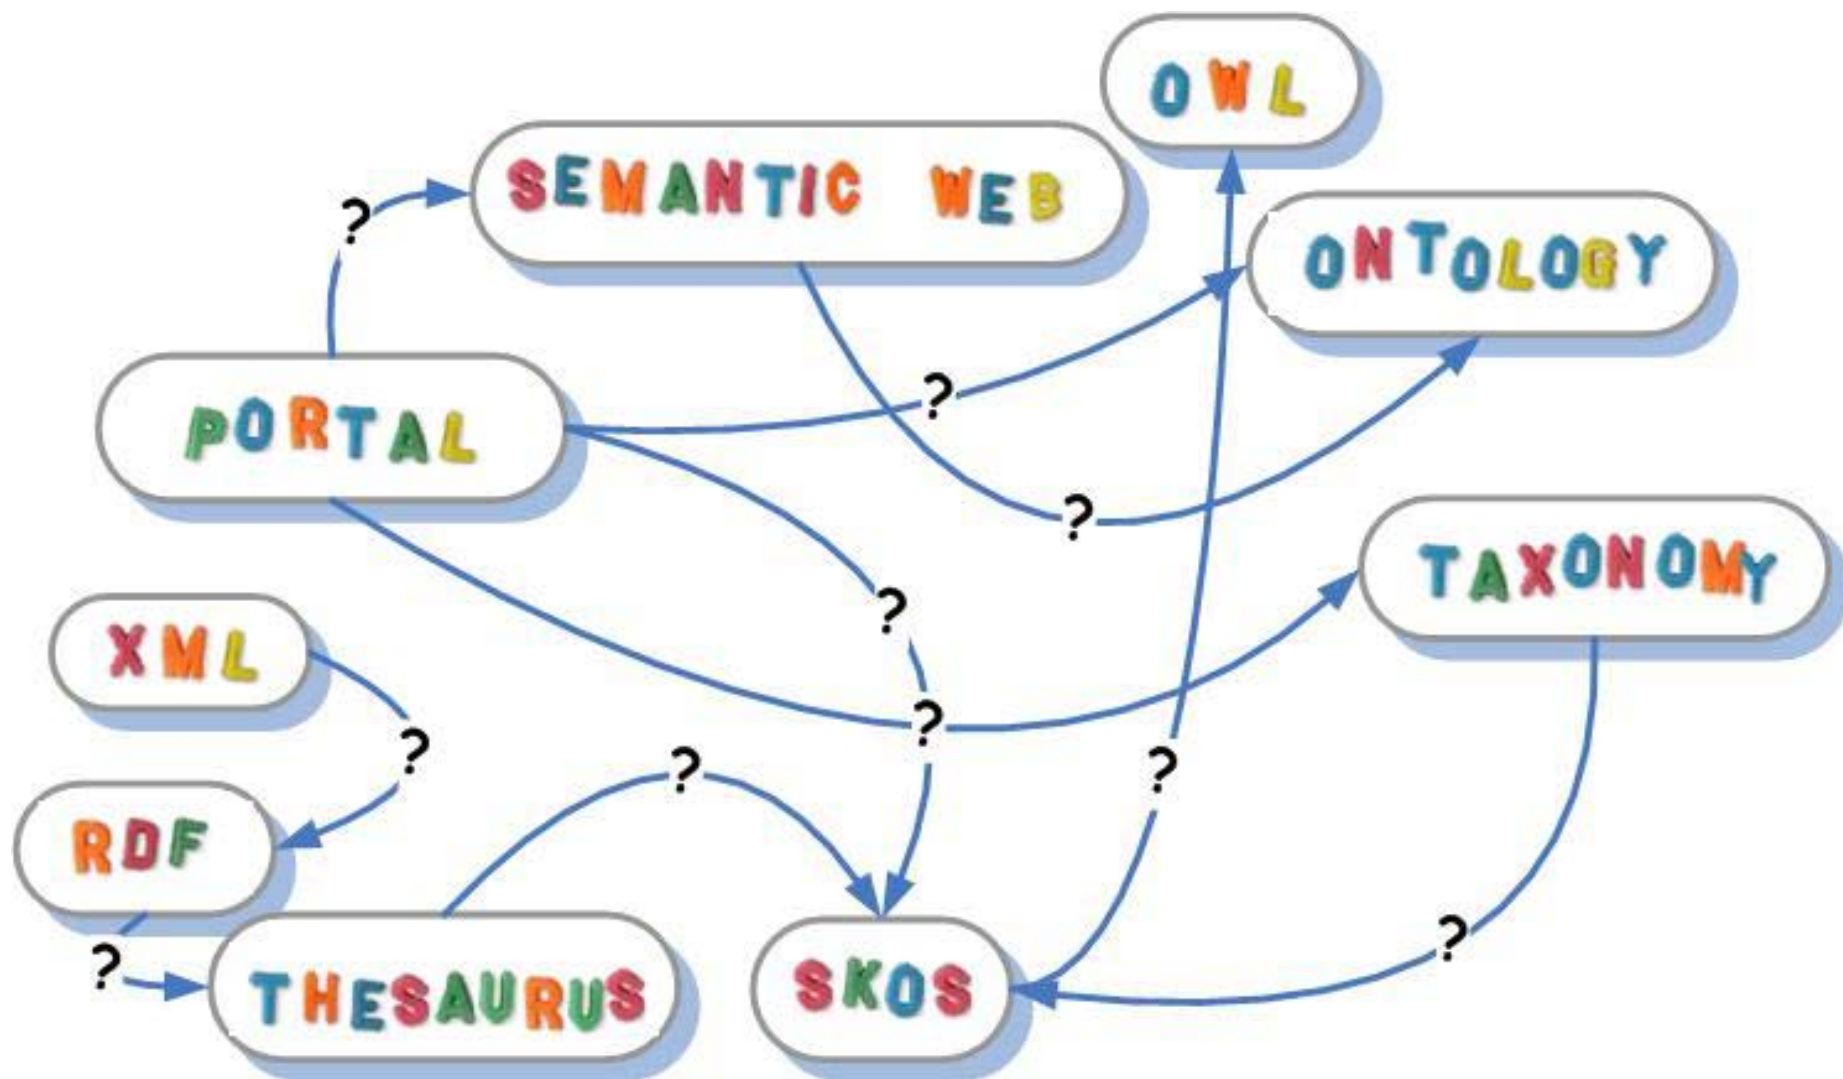 OWL
SEMANTIC WEB
?
ONTOLOGY
PORTAL
?
?
TAXONOMY
?
XML
?
?
?
?
RDF
?
?
THESAURUS
SKOS